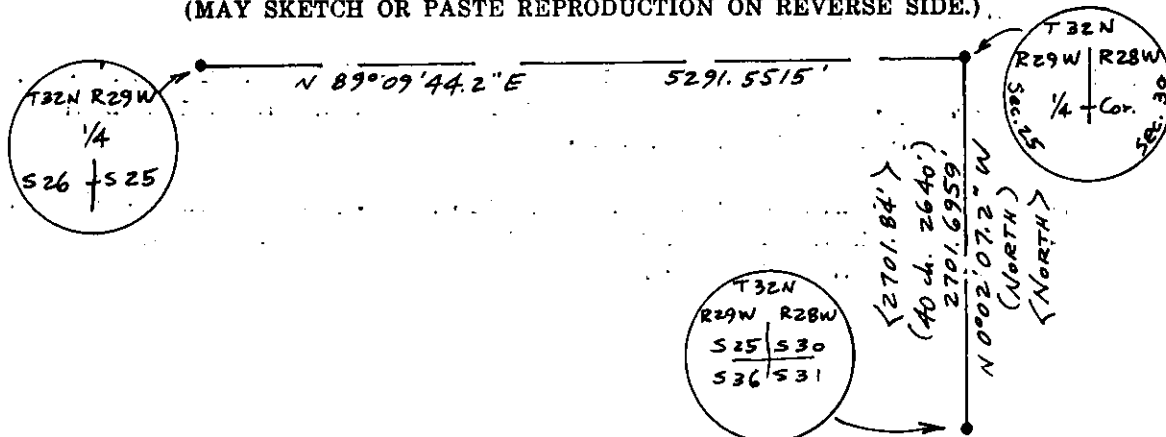 (MAY SKETCH OR PASTE REPRODUCTION ON REVERSE SIDE.)
T32N R29W
1/4
S26 S25
N 89°09'44.2"E 5291.5515'
T32N
R29W R28W
1/4 Cor.
Sec. 25
Sec. 30
<2701.84'>
(40 ch. 2640')
2701.6959'
N 0°02'07.2" W
(NORTH)
<NORTH>
T32N
R29W R28W
S25 S30
S36 S31